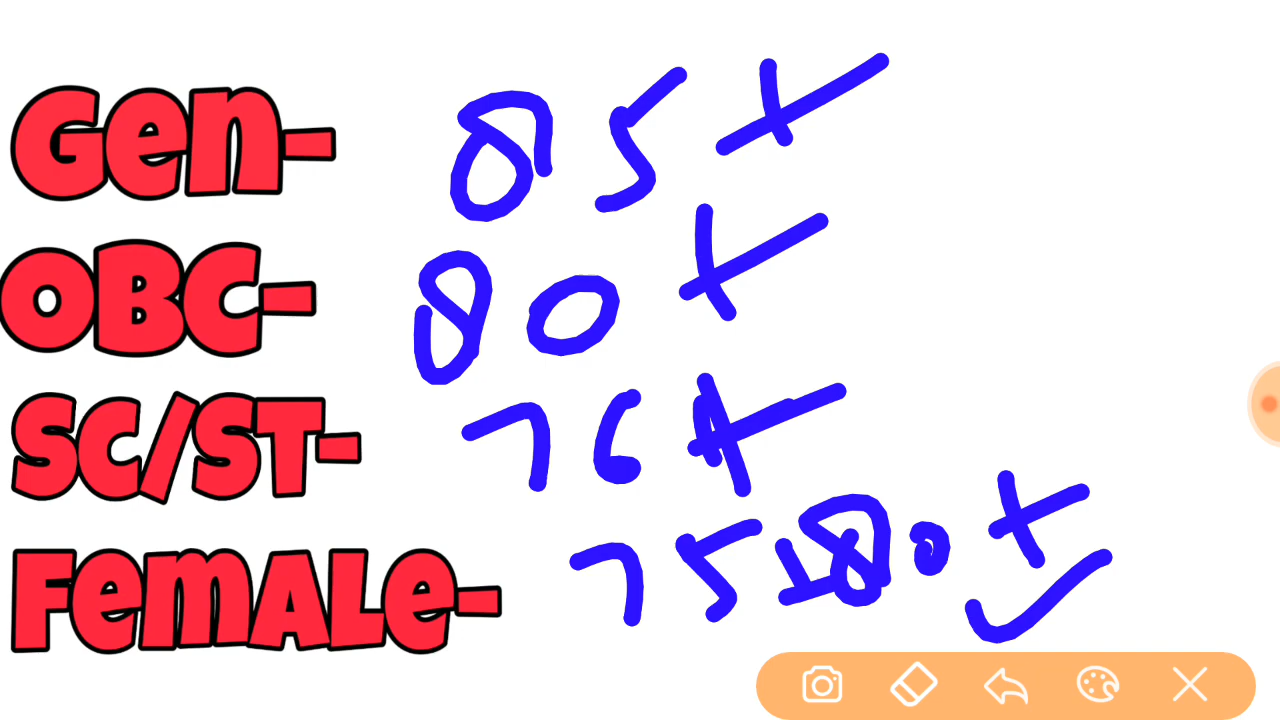 Gen- 85+
OBC- 80+
SC/ST- 76+
Female- 75-80+